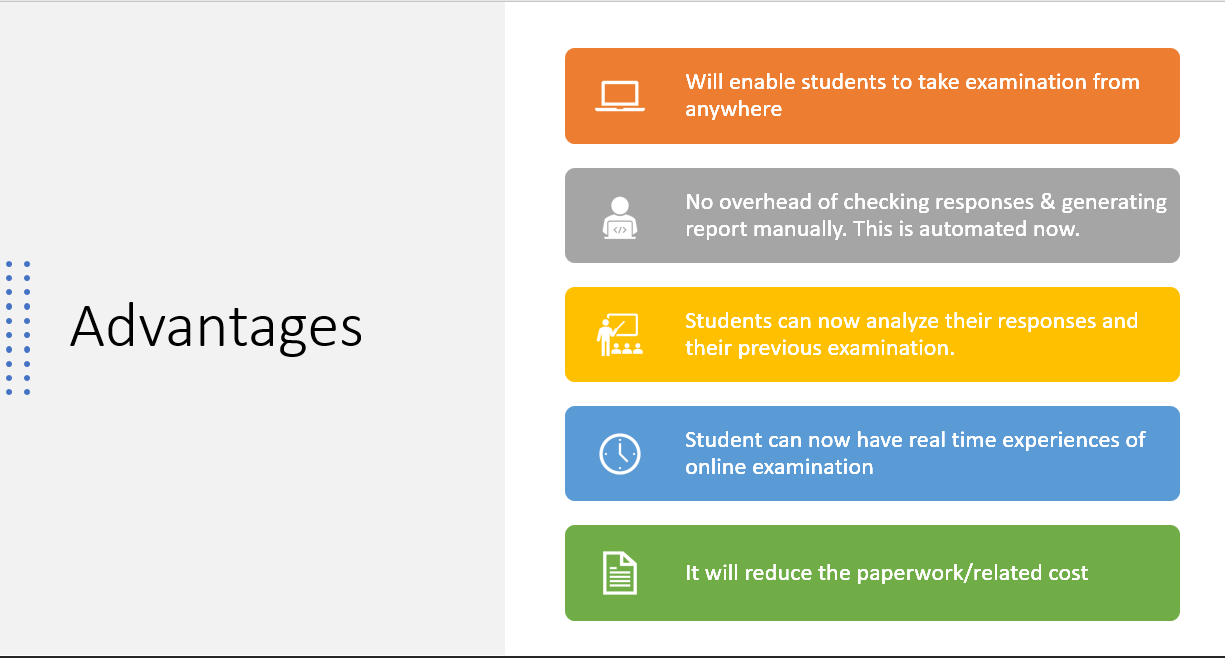 Advantages
Will enable students to take examination from
anywhere
No overhead of checking responses & generating
report manually. This is automated now.
Students can now analyze their responses and
their previous examination.
Student can now have real time experiences of
online examination
It will reduce the paperwork/related cost